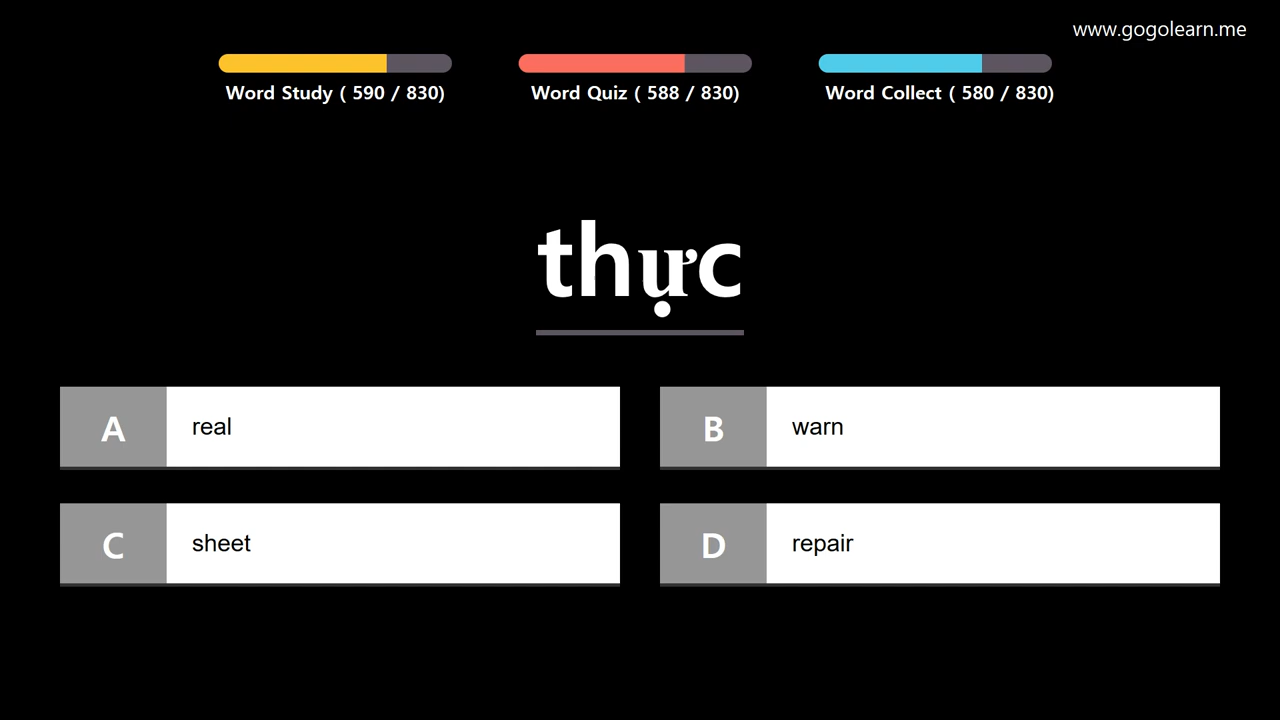 www.gogolearn.me
Word Study ( 590 / 830)
Word Quiz ( 588 / 830)
Word Collect ( 580 / 830)
thực
A real
B warn
C sheet
D repair